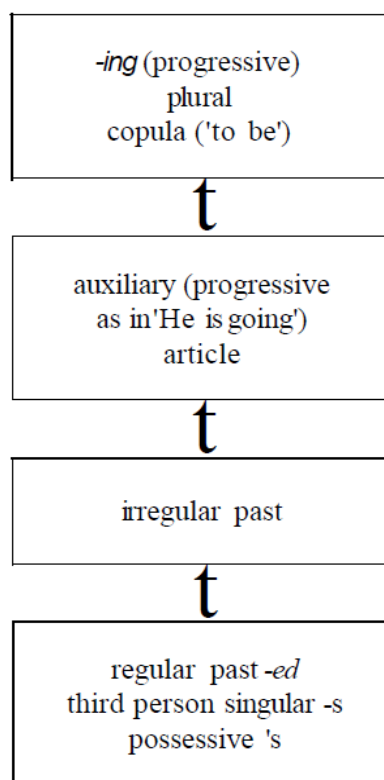 -ing (progressive)
plural
copula ('to be')
t
auxiliary (progressive
as in 'He is going')
article
t
irregular past
t
regular past -ed
third person singular -s
possessive 's